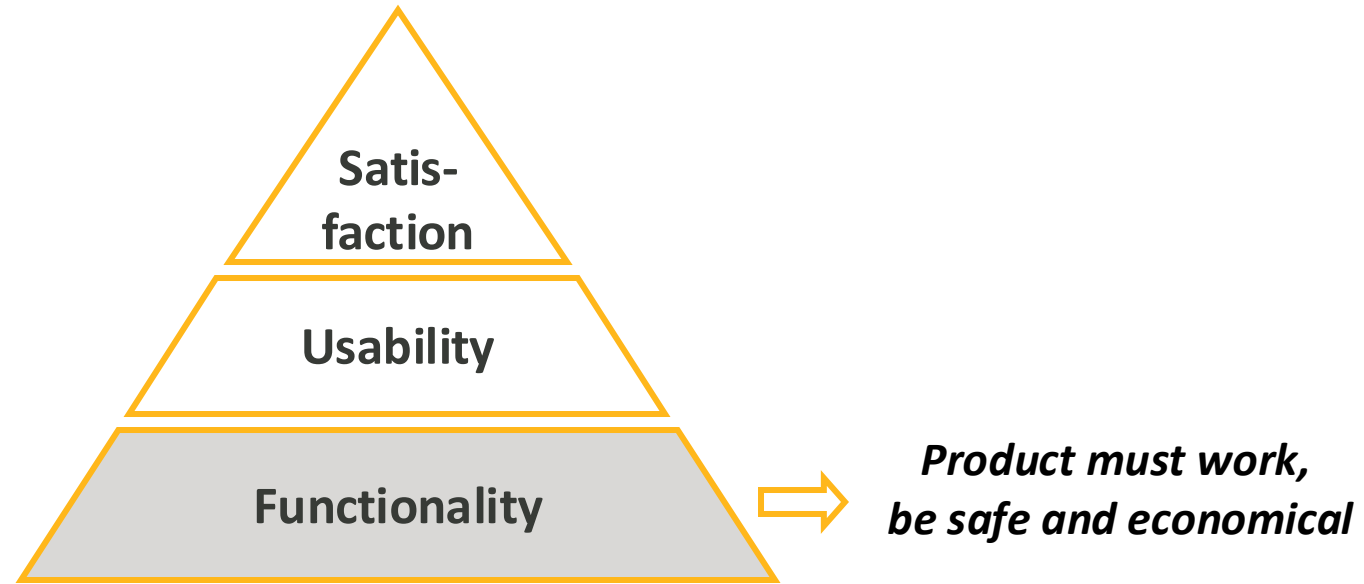 Satis-
faction
Usability
Functionality
Product must work,
be safe and economical